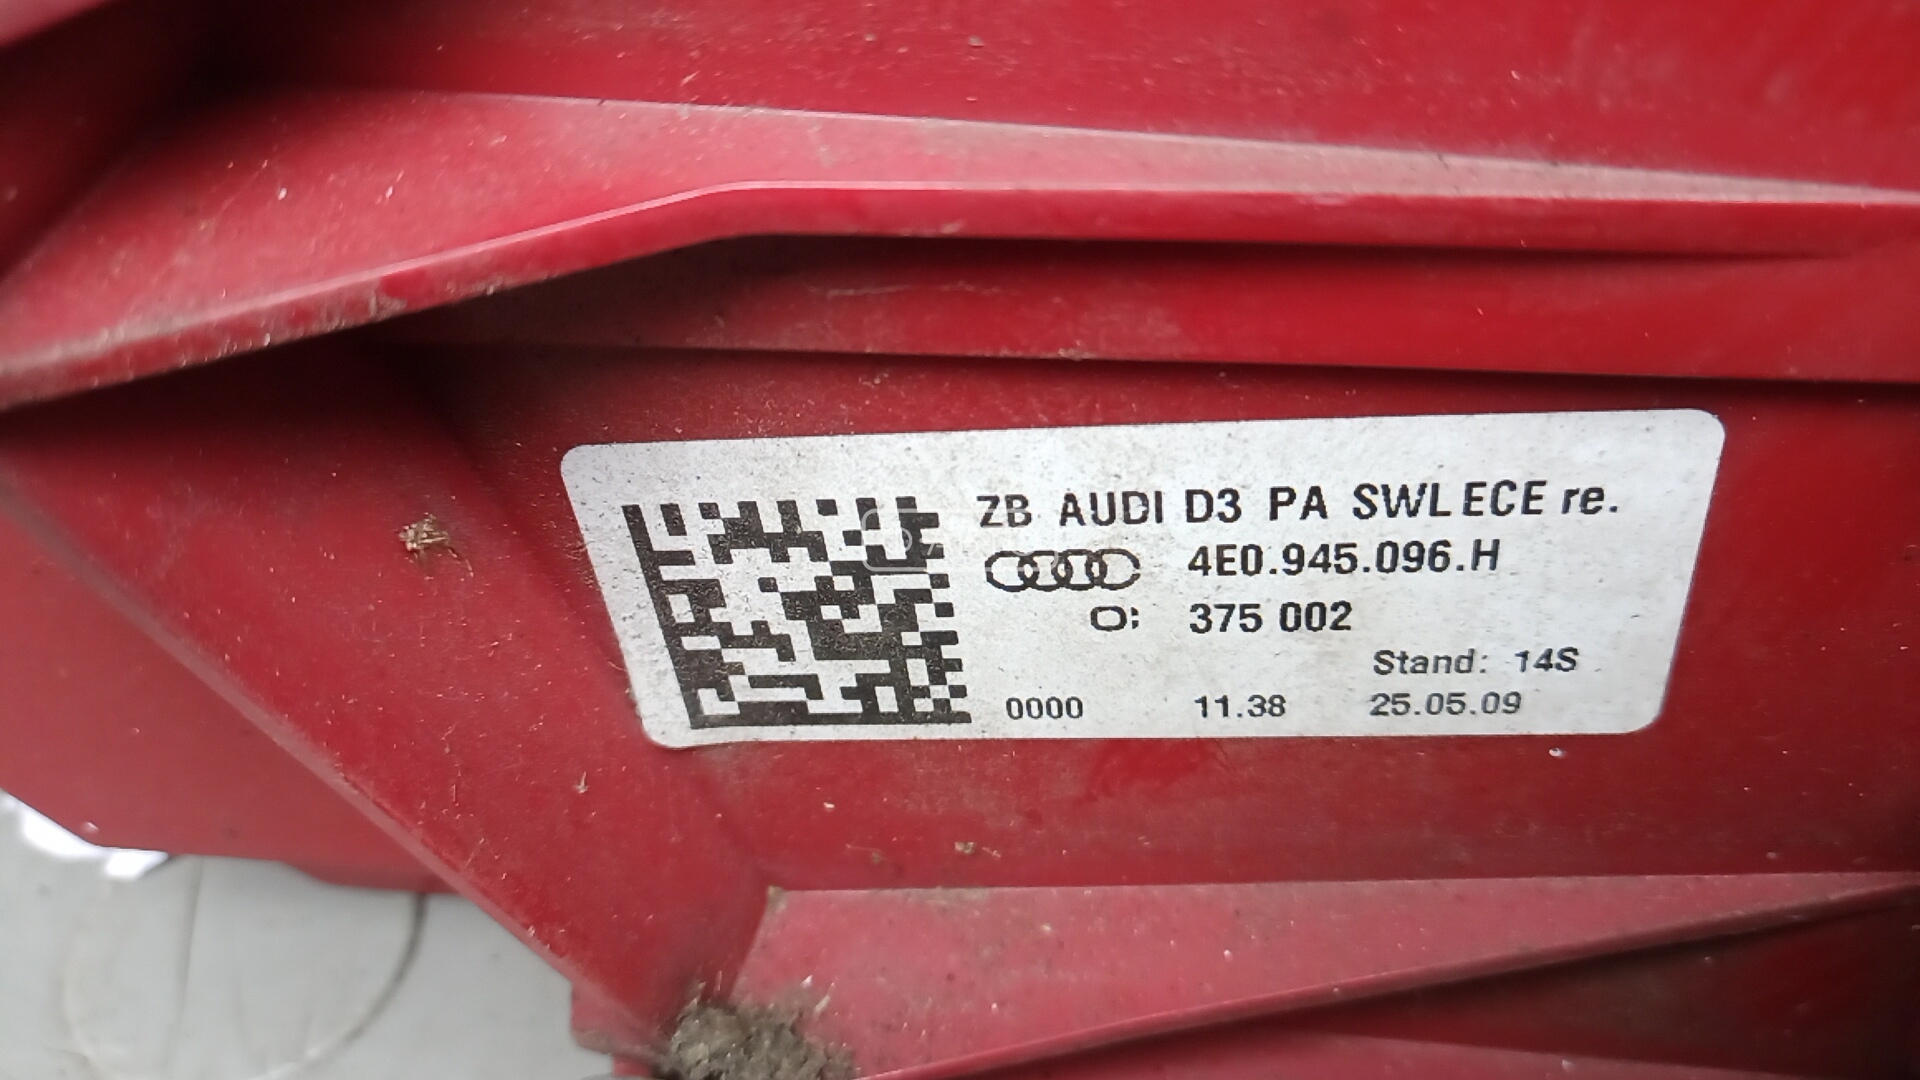 ZB AUDI D3 PA SWL ECE re.
4E0.945.096.H
O: 375 002
Stand: 14S
0000 11.38 25.05.09